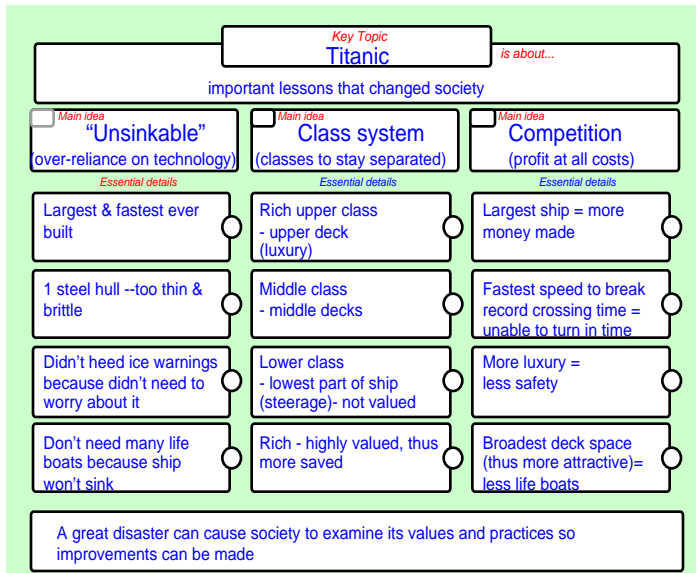 Key Topic
Titanic
is about...
important lessons that changed society
Main idea
“Unsinkable”
(over-reliance on technology)
Main idea
Class system
(classes to stay separated)
Main idea
Competition
(profit at all costs)
Essential details
Largest & fastest ever
built
1 steel hull --too thin &
brittle
Didn’t heed ice warnings
because didn’t need to
worry about it
Don’t need many life
boats because ship
won’t sink
Essential details
Rich upper class
- upper deck
(luxury)
Middle class
- middle decks
Lower class
- lowest part of ship
(steerage)- not valued
Rich - highly valued, thus
more saved
Essential details
Largest ship = more
money made
Fastest speed to break
record crossing time =
unable to turn in time
More luxury =
less safety
Broadest deck space
(thus more attractive)=
less life boats
A great disaster can cause society to examine its values and practices so
improvements can be made